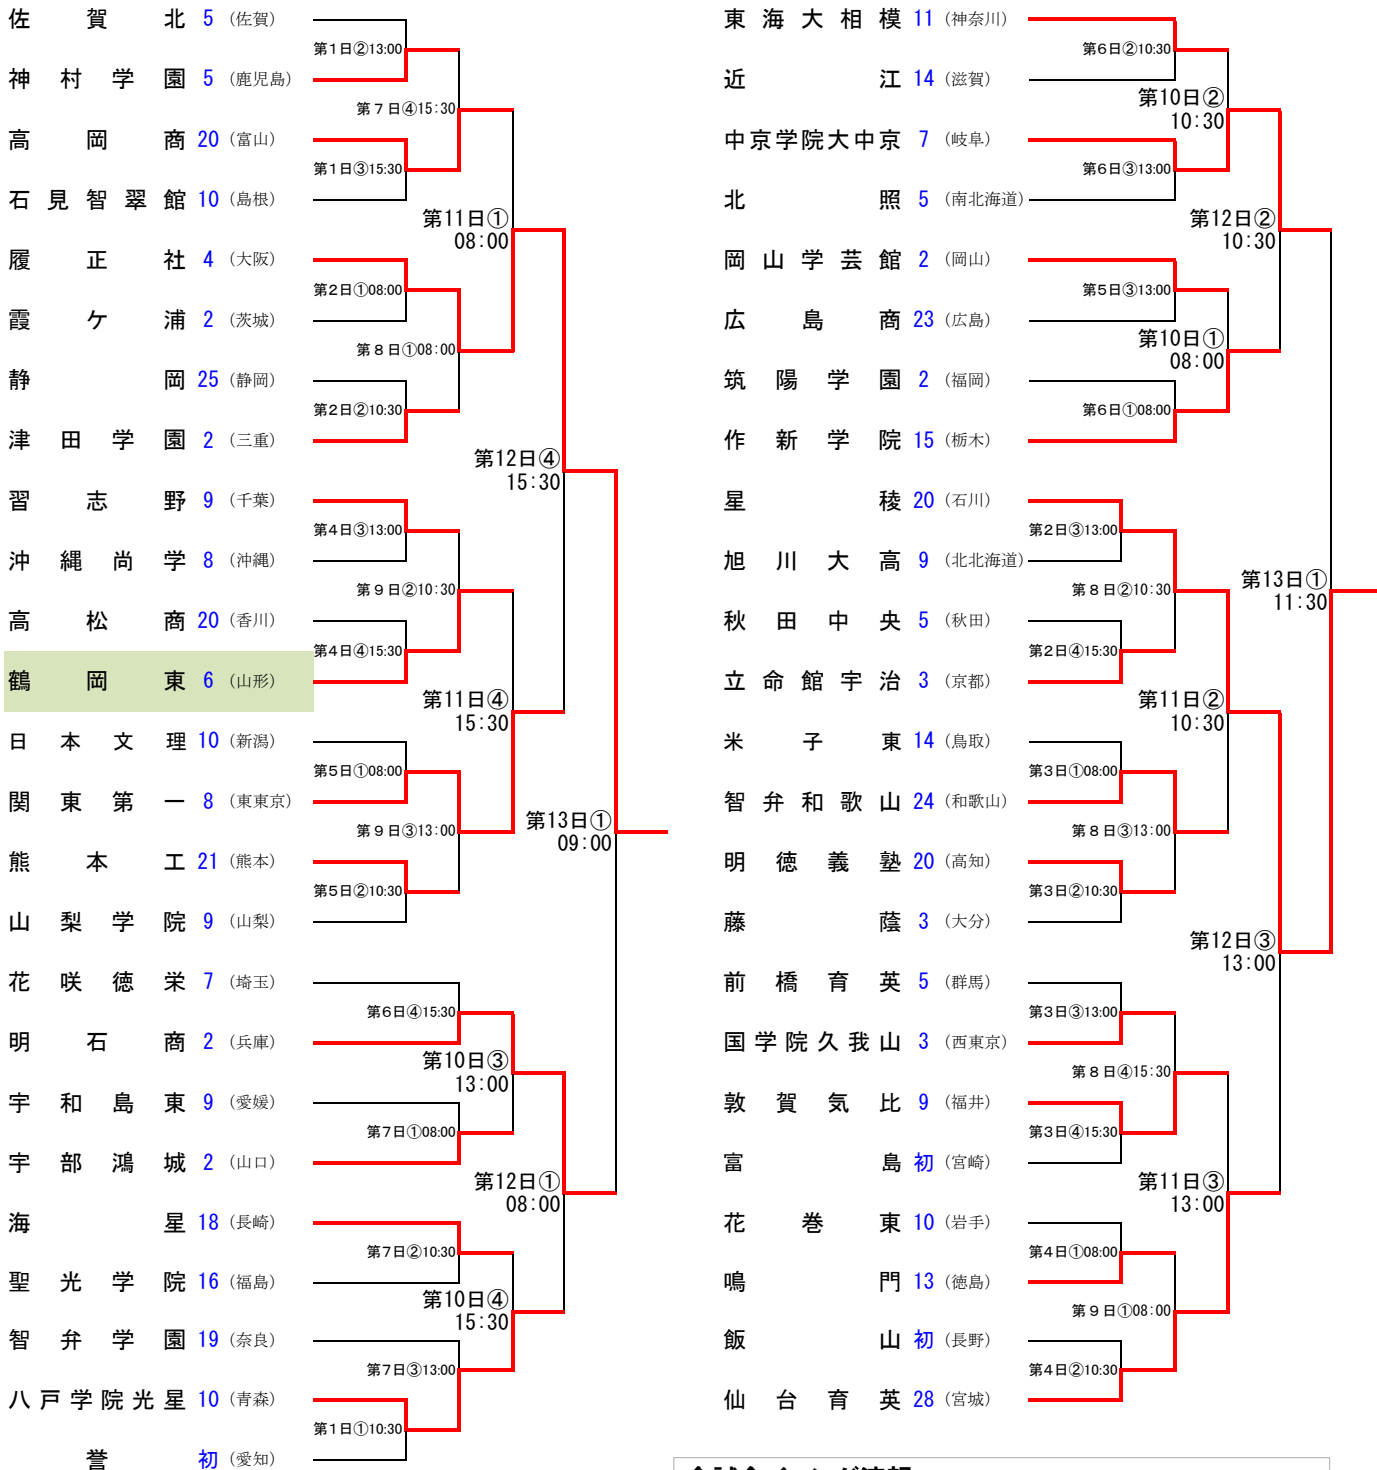 佐賀北 5 (佐賀)
第1日②13:00
神村学園 5 (鹿児島)
第7日④15:30
高岡商 20 (富山)
第1日③15:30
石見智翠館 10 (島根)
第11日①
08:00
履正社 4 (大阪)
第2日①08:00
霞ケ浦 2 (茨城)
第8日①08:00
静岡 25 (静岡)
第2日②10:30
津田学園 2 (三重)
第12日④
15:30
習志野 9 (千葉)
第4日③13:00
沖縄尚学 8 (沖縄)
第9日②10:30
高松商 20 (香川)
第4日④15:30
鶴岡東 6 (山形)
第11日④
15:30
日本文理 10 (新潟)
第5日①08:00
関東第一 8 (東東京)
第9日③13:00
第13日①
09:00
熊本工 21 (熊本)
第5日②10:30
山梨学院 9 (山梨)
花咲徳栄 7 (埼玉)
第6日④15:30
明石商 2 (兵庫)
第10日③
13:00
宇和島東 9 (愛媛)
第7日①08:00
宇部鴻城 2 (山口)
第12日①
08:00
海星 18 (長崎)
第7日②10:30
聖光学院 16 (福島)
第10日④
15:30
智弁学園 19 (奈良)
第7日③13:00
八戸学院光星 10 (青森)
第1日①10:30
誉 初 (愛知)
東海大相模 11 (神奈川)
第6日②10:30
近江 14 (滋賀)
第10日②
10:30
中京学院大中京 7 (岐阜)
第6日③13:00
北照 5 (南北海道)
第12日②
10:30
岡山学芸館 2 (岡山)
第5日③13:00
広島商 23 (広島)
第10日①
08:00
筑陽学園 2 (福岡)
第6日①08:00
作新学院 15 (栃木)
星稜 20 (石川)
第2日③13:00
旭川大高 9 (北北海道)
第8日②10:30
第13日①
11:30
秋田中央 5 (秋田)
第2日④15:30
立命館宇治 3 (京都)
第11日②
10:30
米子東 14 (鳥取)
第3日①08:00
智弁和歌山 24 (和歌山)
第8日③13:00
明徳義塾 20 (高知)
第3日②10:30
藤蔭 3 (大分)
第12日③
13:00
前橋育英 5 (群馬)
第3日③13:00
国学院久我山 3 (西東京)
第8日④15:30
敦賀気比 9 (福井)
第3日④15:30
富島 初 (宮崎)
第11日③
13:00
花巻東 10 (岩手)
第4日①08:00
鳴門 13 (徳島)
第9日①08:00
飯山 初 (長野)
第4日②10:30
仙台育英 28 (宮城)